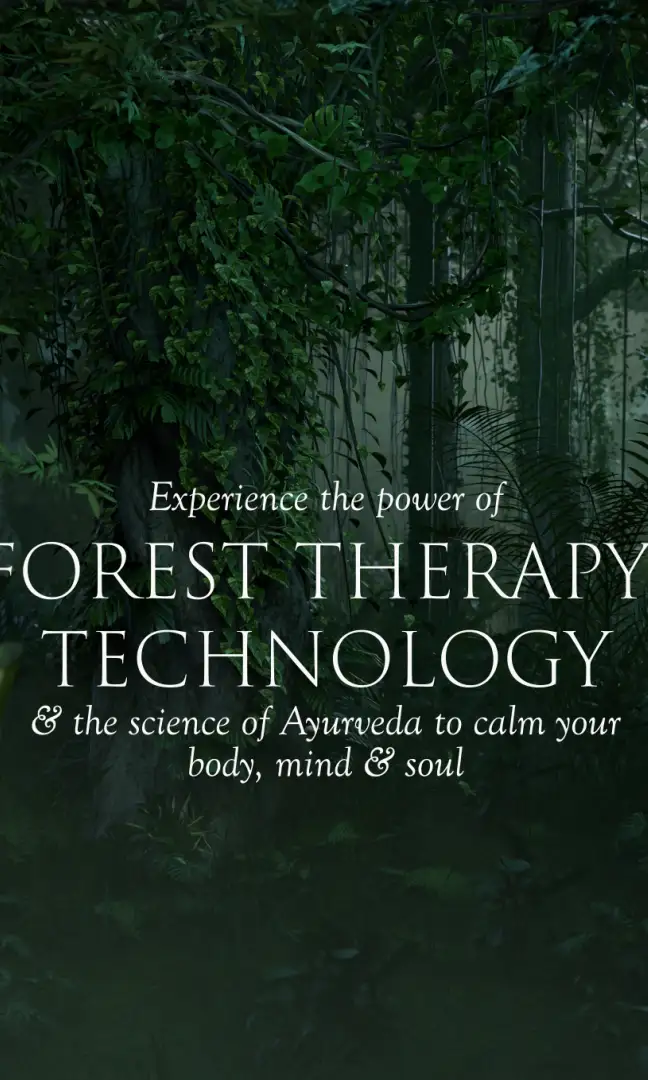 Experience the power of
FOREST THERAPY
TECHNOLOGY
& the science of Ayurveda to calm your
body, mind & soul